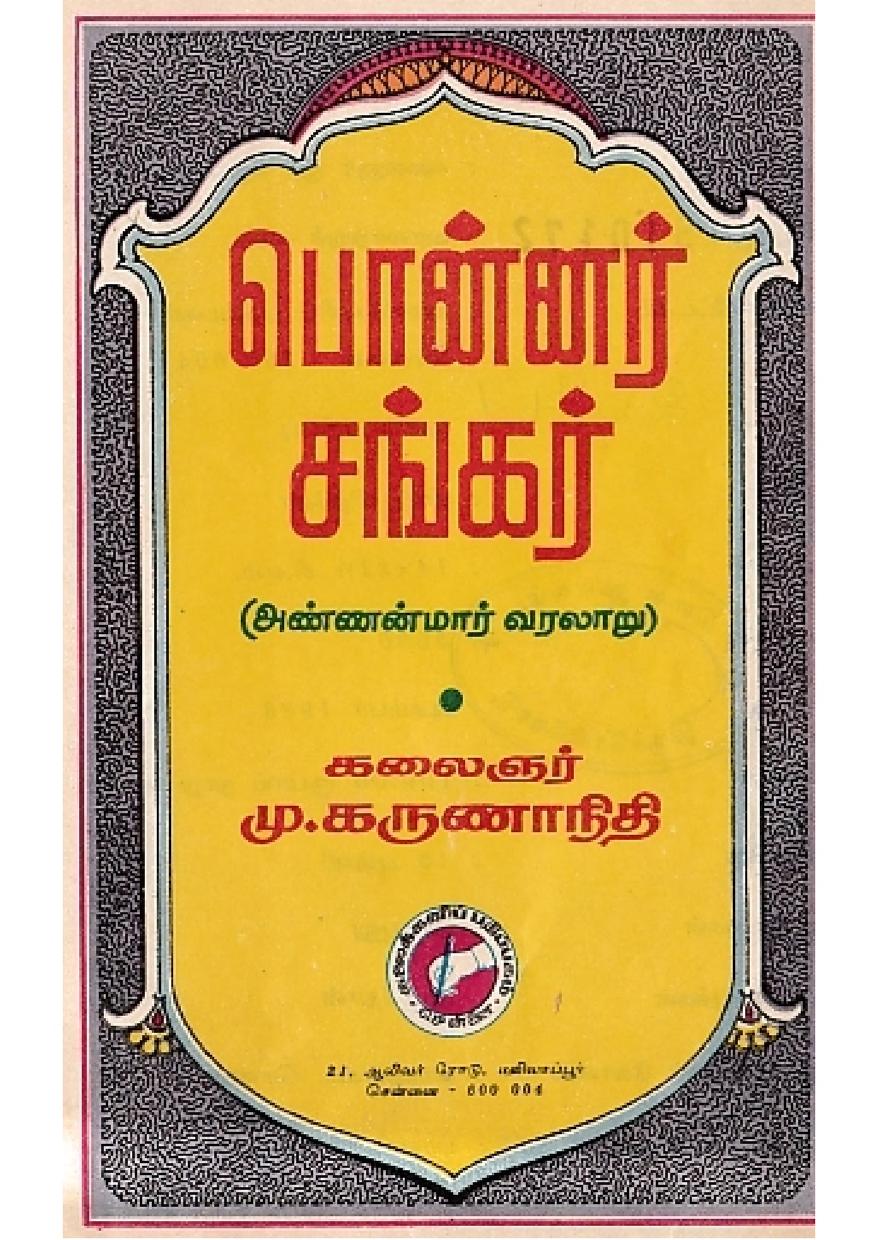 பொன்னர்
சங்கர்
(அண்ணன்மார் வரலாறு)
கலைஞர்
மு.கருணாநிதி
சென்னை
21, ஆலிவர் ரோடு, மயிலாப்பூர்
சென்னை - 600 004